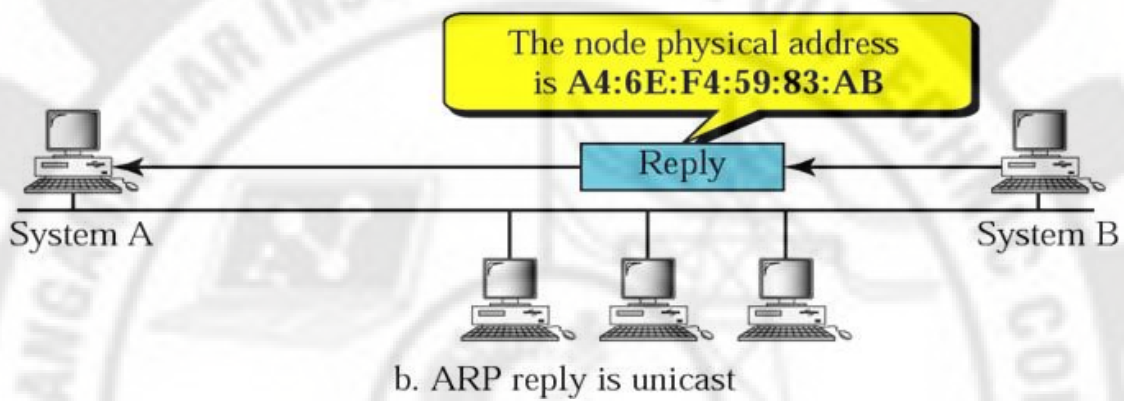 The node physical address
is A4:6E:F4:59:83:AB
Reply
System A
System B
b. ARP reply is unicast